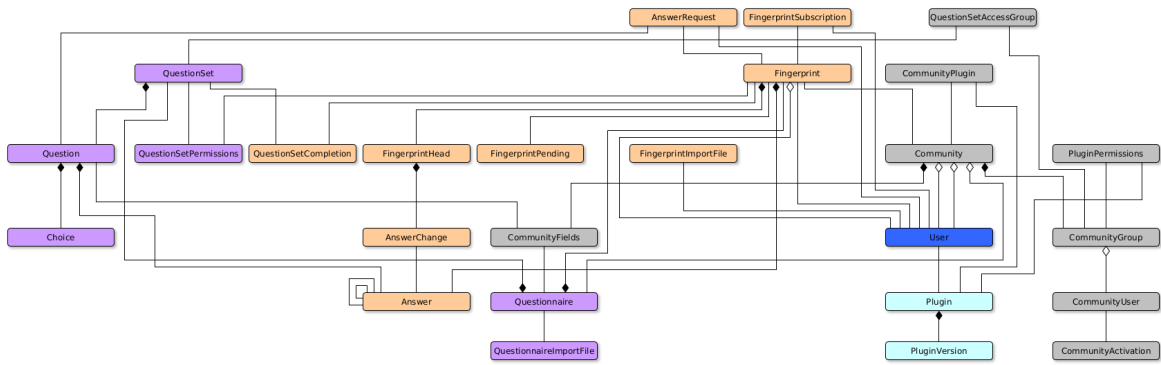 AnswerRequest
FingerprintSubscription
QuestionSetAccessGroup
QuestionSet
Fingerprint
CommunityPlugin
Question
QuestionSetPermissions
QuestionSetCompletion
FingerprintHead
FingerprintPending
FingerprintImportFile
Community
PluginPermissions
Choice
AnswerChange
CommunityFields
User
CommunityGroup
Answer
Questionnaire
Plugin
CommunityUser
QuestionnaireImportFile
PluginVersion
CommunityActivation